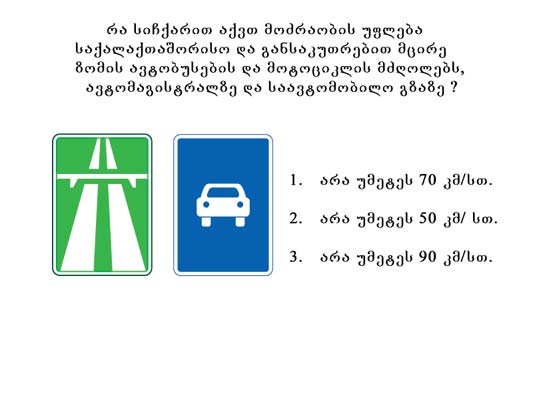 რა სიჩქარით აქვთ მოძრაობის უფლება
საქალაქთაშორისო და განსაკუთრებით მცირე
ზომის ავტობუსების და მოტოციკლის მძღოლებს,
ავტომაგისტრალზე და საავტომობილო გზაზე ?
1. არა უმეტეს 70 კმ/სთ.
2. არა უმეტეს 50 კმ/ სთ.
3. არა უმეტეს 90 კმ/სთ.